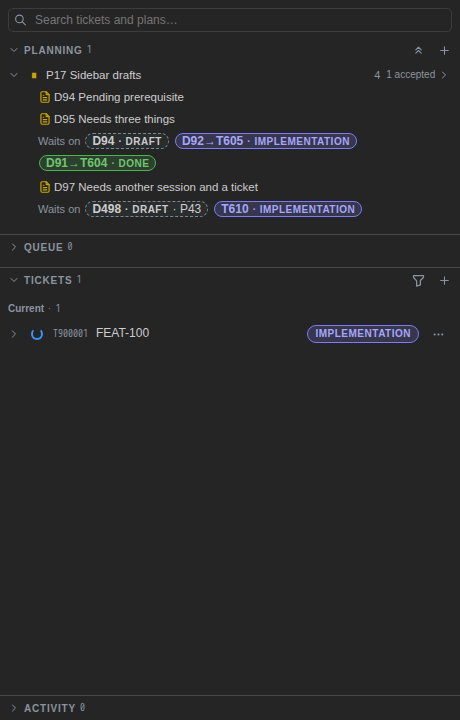 Search tickets and plans…
PLANNING 1
P17 Sidebar drafts 4 1 accepted
D94 Pending prerequisite
D95 Needs three things
Waits on D94 · DRAFT D92→T605 · IMPLEMENTATION
D91→T604 · DONE
D97 Needs another session and a ticket
Waits on D498 · DRAFT · P43 T610 · IMPLEMENTATION
QUEUE 0
TICKETS 1
Current · 1
T900001 FEAT-100 IMPLEMENTATION
ACTIVITY 0